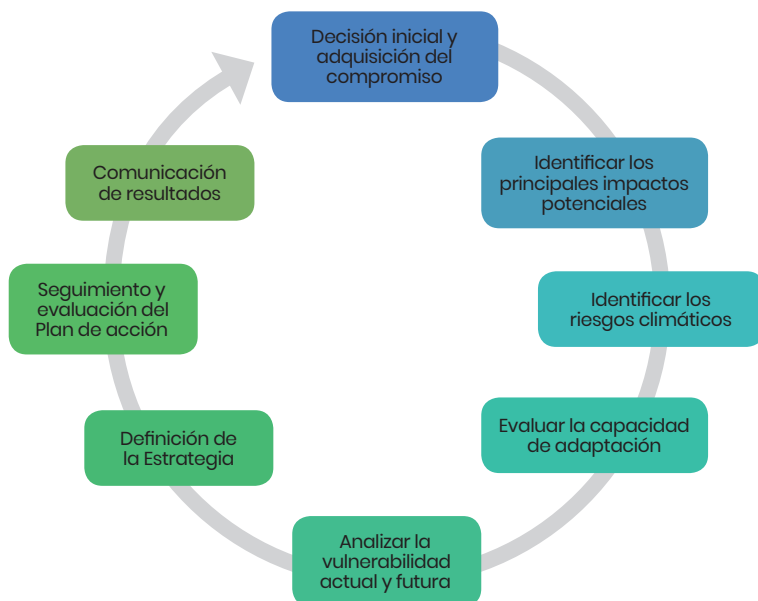 Decisión inicial y
adquisición del
compromiso
Identificar los
principales impactos
potenciales
Identificar los
riesgos climáticos
Evaluar la capacidad
de adaptación
Analizar la
vulnerabilidad
actual y futura
Definición de
la Estrategia
Seguimiento y
evaluación del
Plan de acción
Comunicación
de resultados